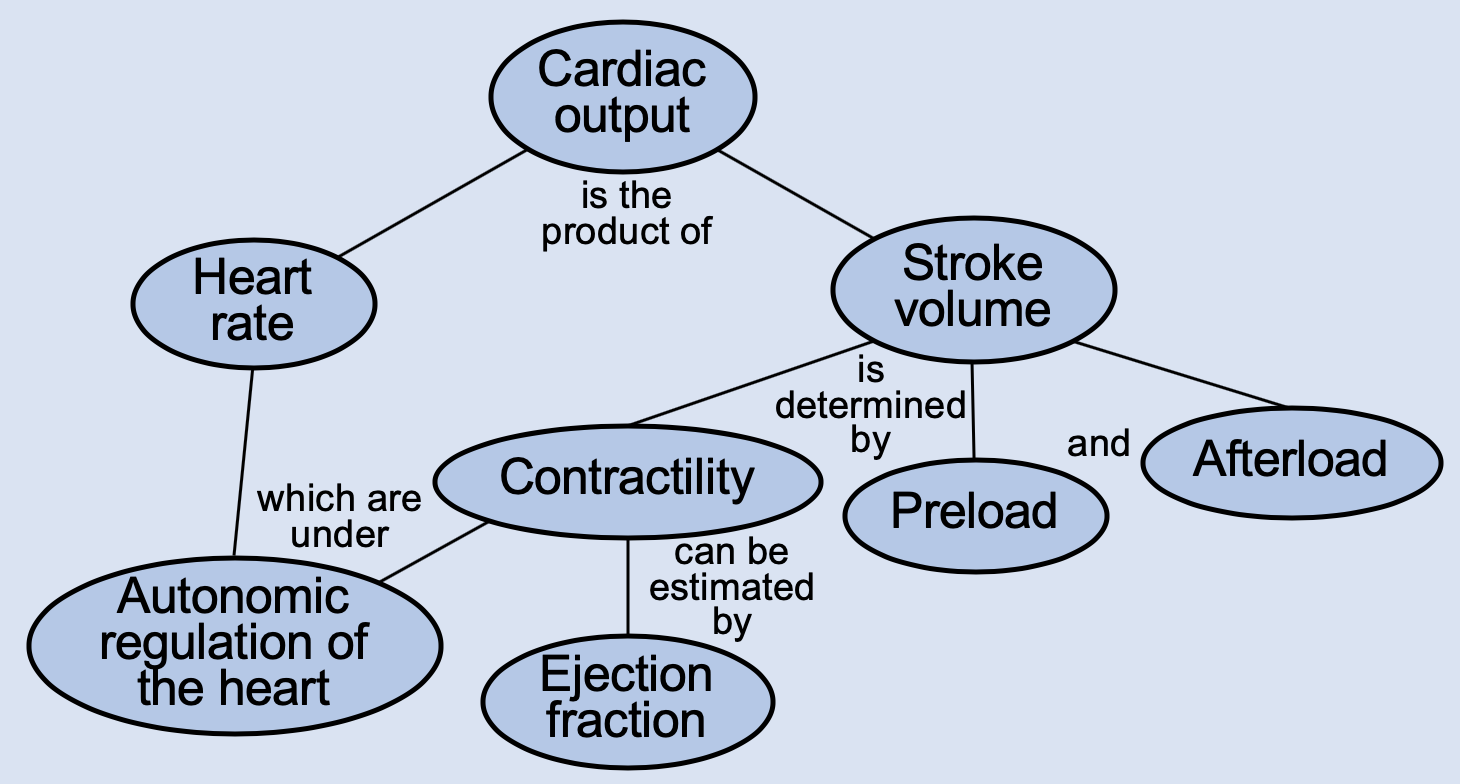 Cardiac
output
is the
product of
Heart
rate
Stroke
volume
is
determined
by
and
Contractility
Preload
Afterload
which are
under
can be
estimated
by
Autonomic
regulation of
the heart
Ejection
fraction